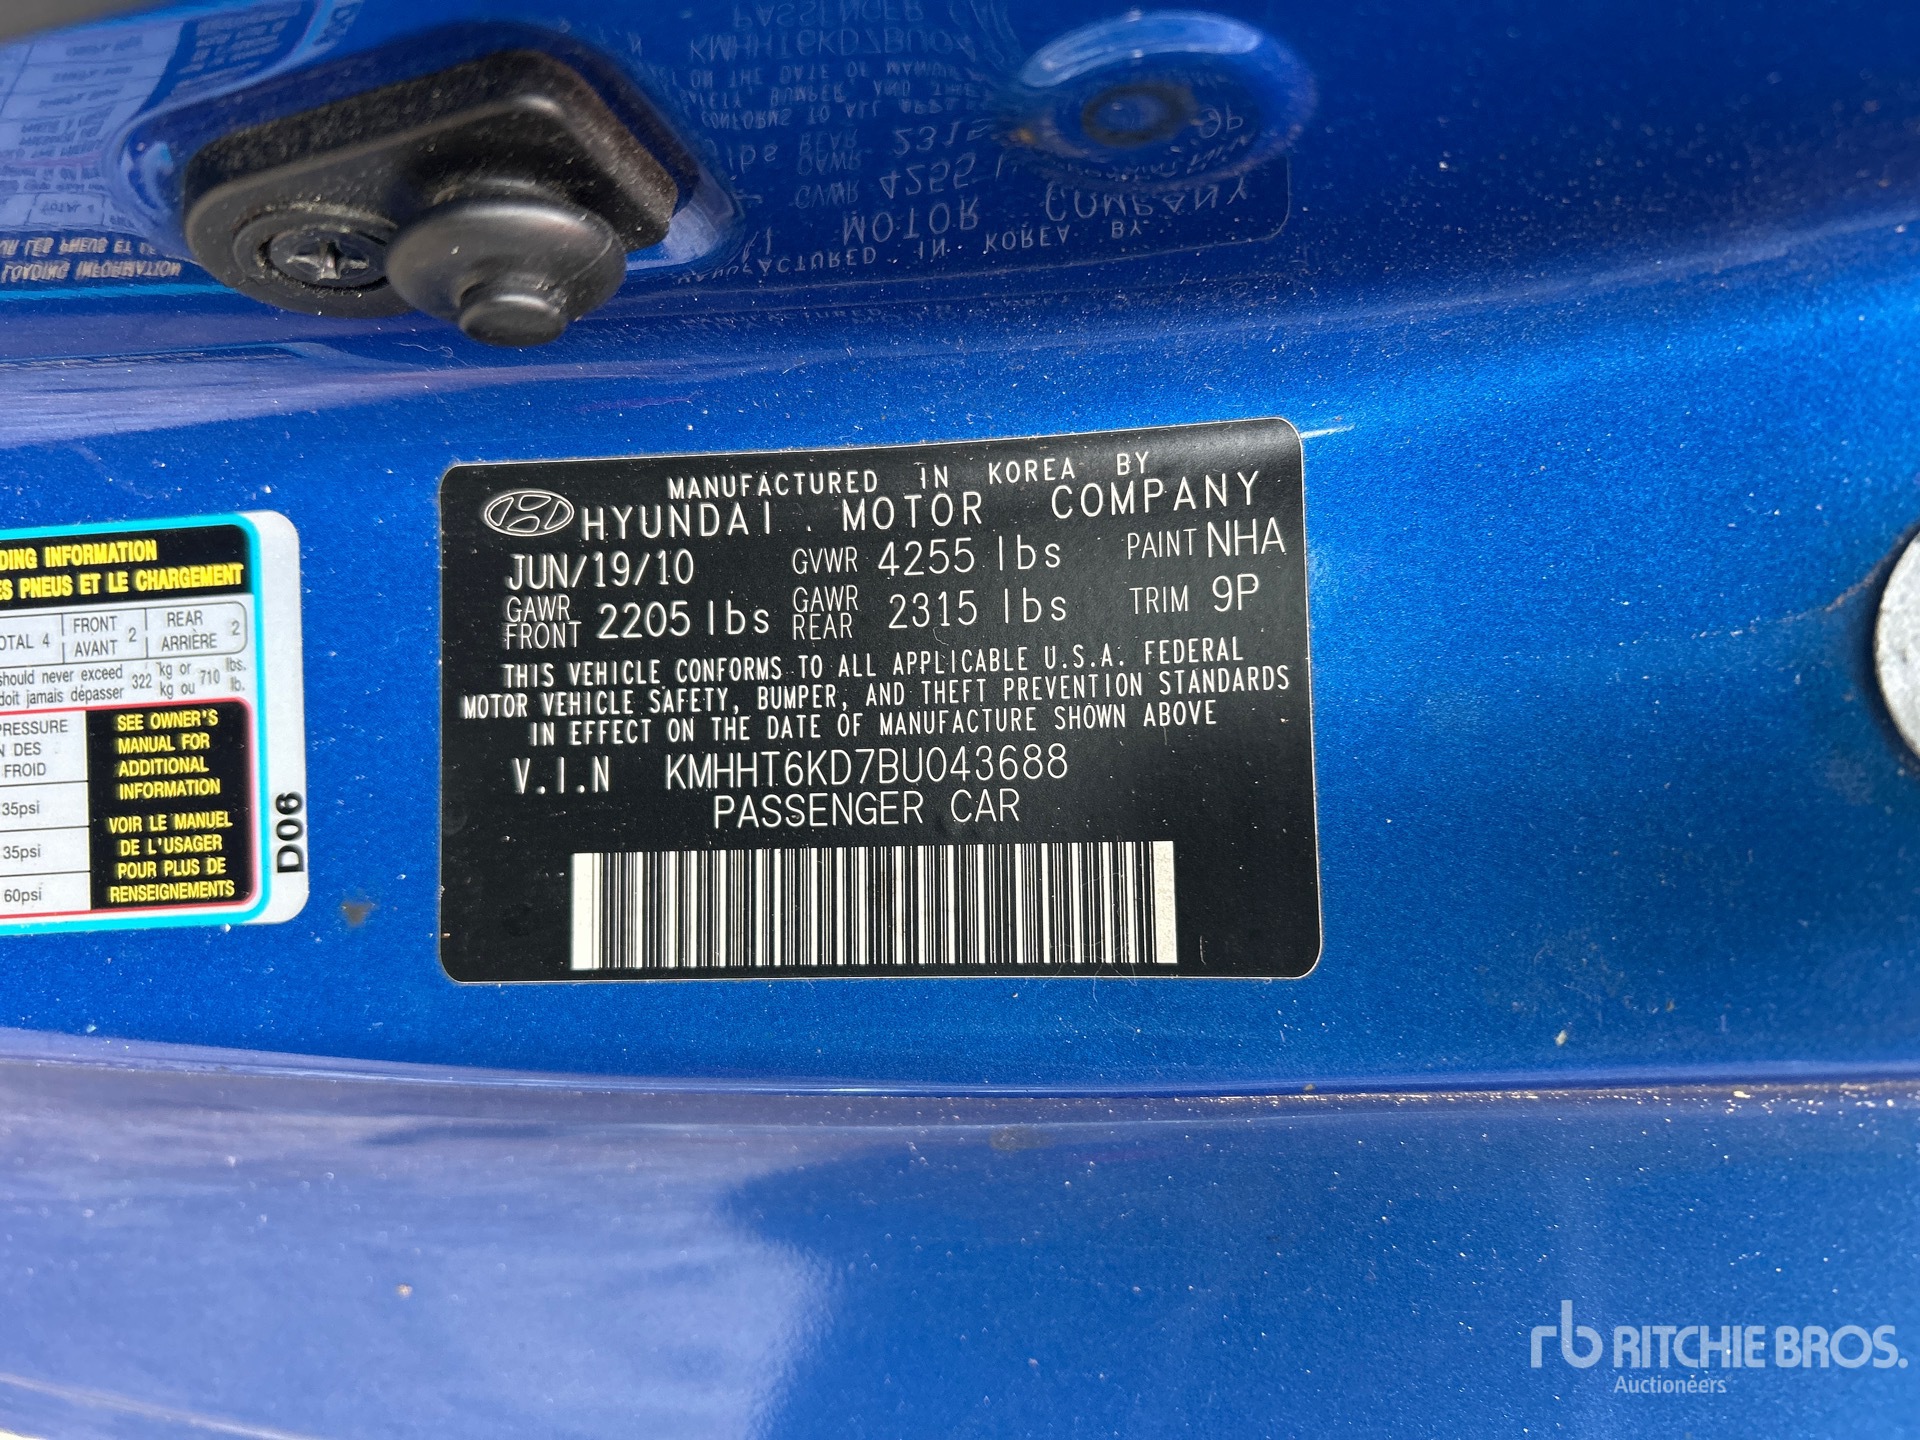 MANUFACTURED IN KOREA BY
HYUNDAI MOTOR COMPANY
JUN/19/10 GVWR 4255 lbs PAINT NHA
GAWR FRONT 2205 lbs GAWR REAR 2315 lbs TRIM 9P
THIS VEHICLE CONFORMS TO ALL APPLICABLE U.S.A. FEDERAL
MOTOR VEHICLE SAFETY, BUMPER, AND THEFT PREVENTION STANDARDS
IN EFFECT ON THE DATE OF MANUFACTURE SHOWN ABOVE
V.I.N KMHHT6KD7BU043688
PASSENGER CAR
INFORMATION
PNEUS ET LE CHARGEMENT
4 FRONT AVANT 2 REAR ARRIÈRE 2
should never exceed kg or lbs.
doit jamais dépasser 322 kg ou 710 lb.
PRESSURE
DES
FROID
35psi
35psi
60psi
SEE OWNER'S
MANUAL FOR
ADDITIONAL
INFORMATION
VOIR LE MANUEL
DE L'USAGER
POUR PLUS DE
RENSEIGNEMENTS
D06
rb RITCHIE BROS.
Auctioneers